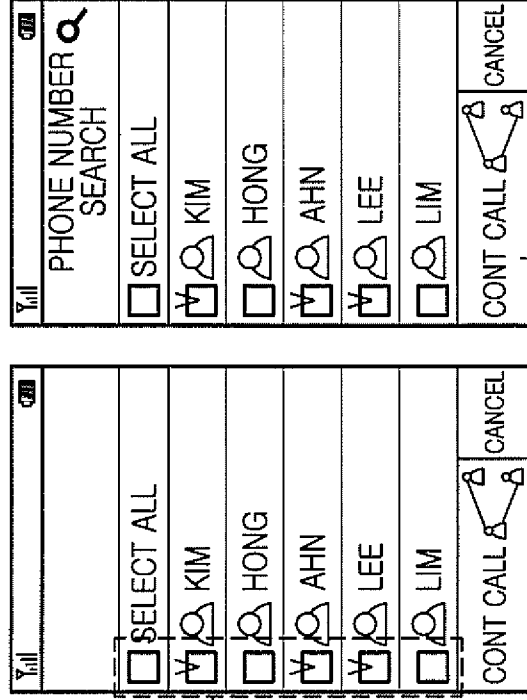 SELECT ALL
KIM
HONG
AHN
LEE
LIM
CONT CALL
CANCEL
PHONE NUMBER
SEARCH
SELECT ALL
KIM
HONG
AHN
LEE
LIM
CONT CALL
CANCEL